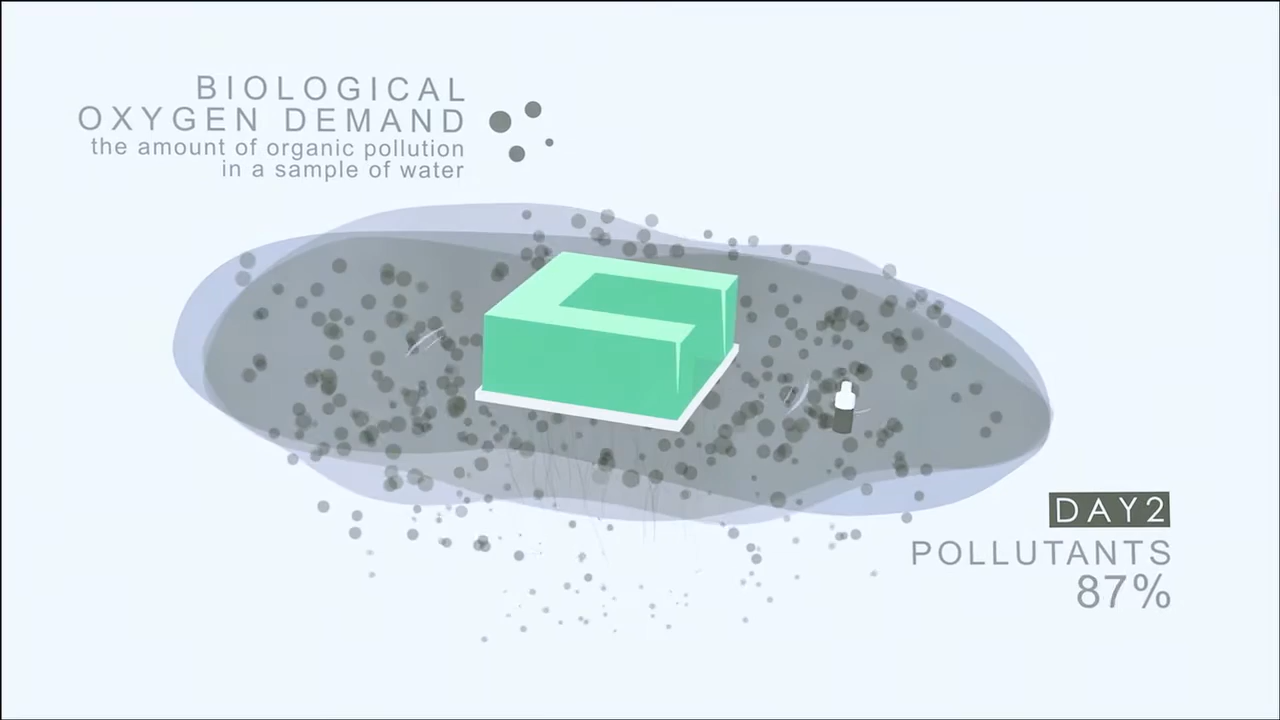 BIOLOGICAL
OXYGEN DEMAND
the amount of organic pollution
in a sample of water
DAY2
POLLUTANTS
87%